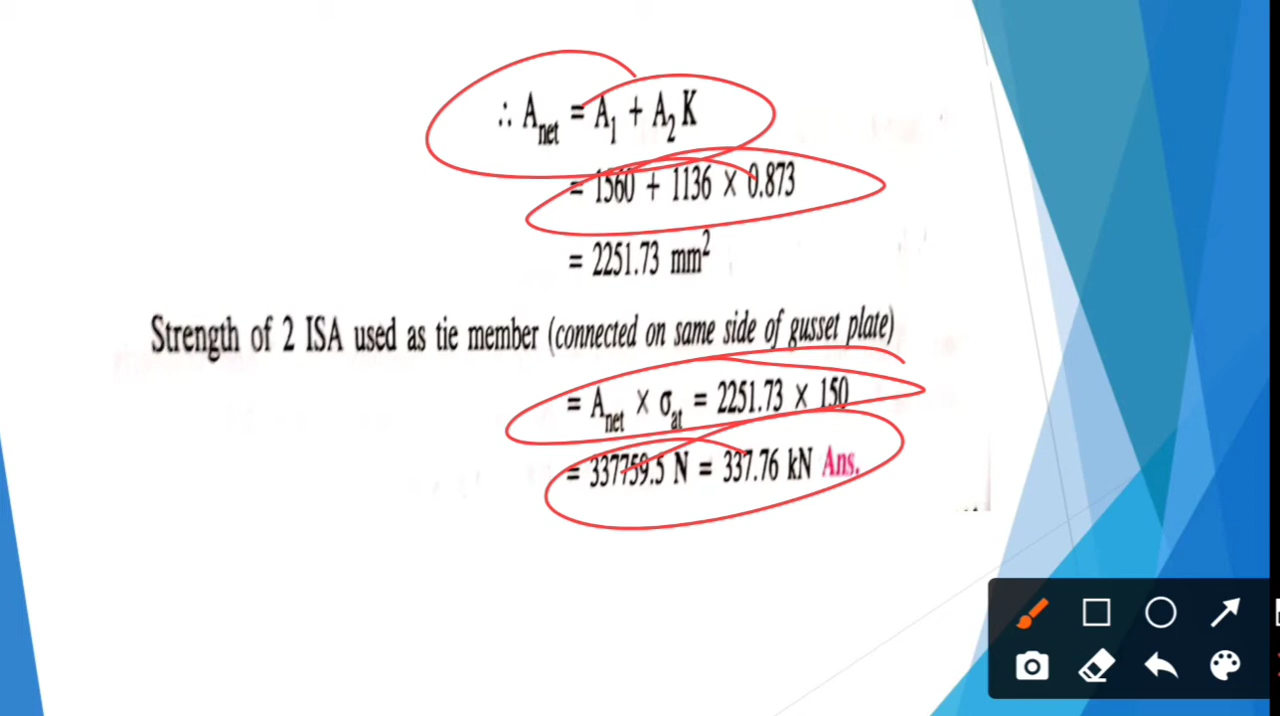 ∴ A_net = A_1 + A_2 K
= 1560 + 1136 × 0.873
= 2251.73 mm²
Strength of 2 ISA used as tie member (connected on same side of gusset plate)
= A_net × σ_at = 2251.73 × 150
= 337759.5 N = 337.76 kN Ans.